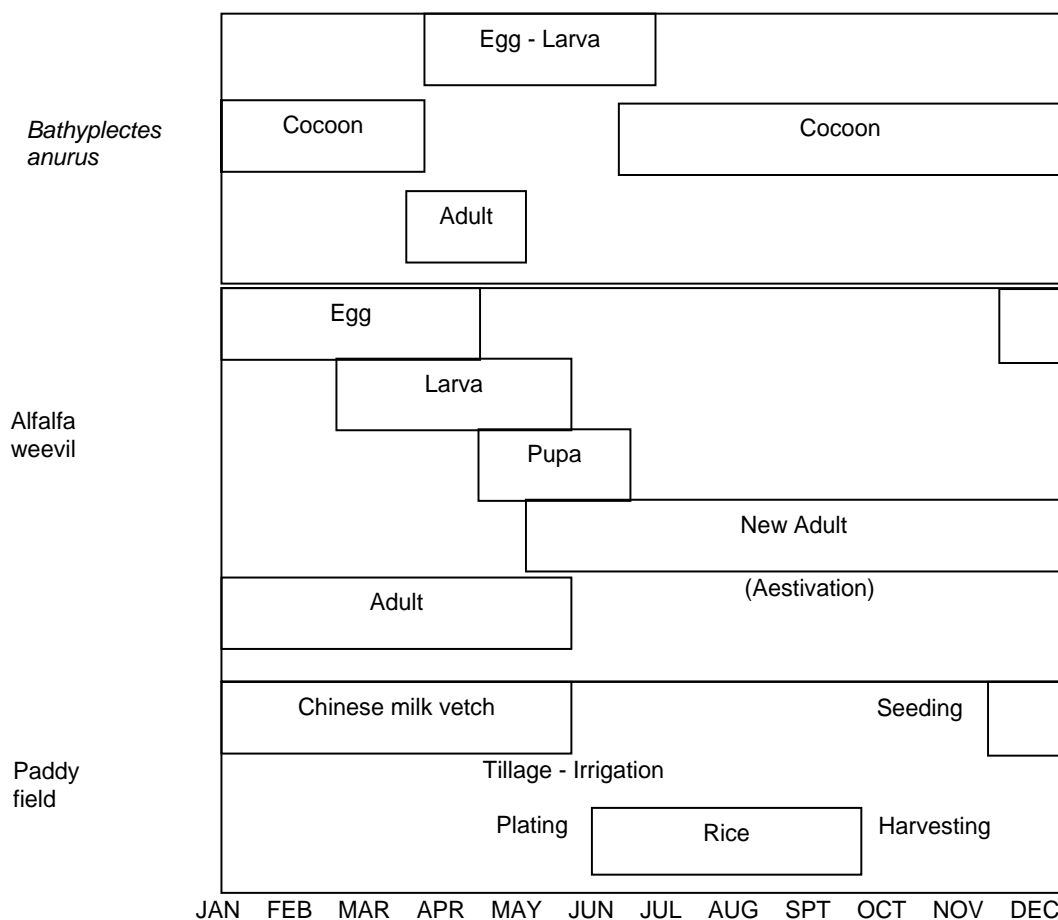 Egg - Larva
Bathyplectes
anurus
Cocoon
Cocoon
Adult
Egg
Larva
Alfalfa
weevil
Pupa
New Adult
(Aestivation)
Adult
Chinese milk vetch
Seeding
Paddy
field
Tillage - Irrigation
Plating
Rice
Harvesting
JAN FEB MAR APR MAY JUN JUL AUG SPT OCT NOV DEC